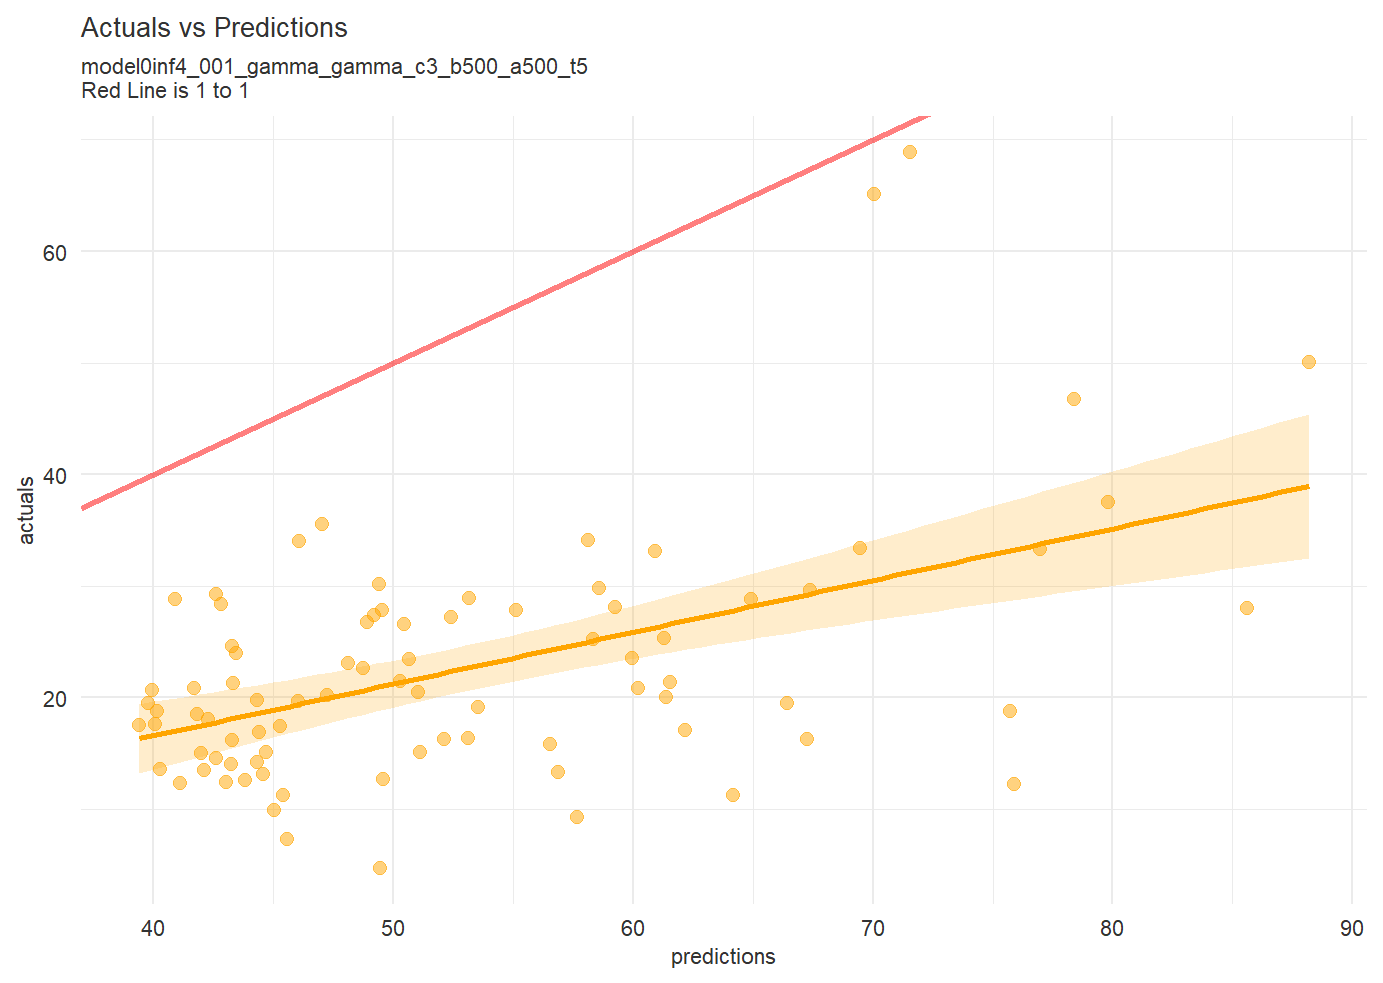 Actuals vs Predictions
model0inf4_001_gamma_gamma_c3_b500_a500_t5
Red Line is 1 to 1
actuals
60
40
20
40 50 60 70 80 90
predictions